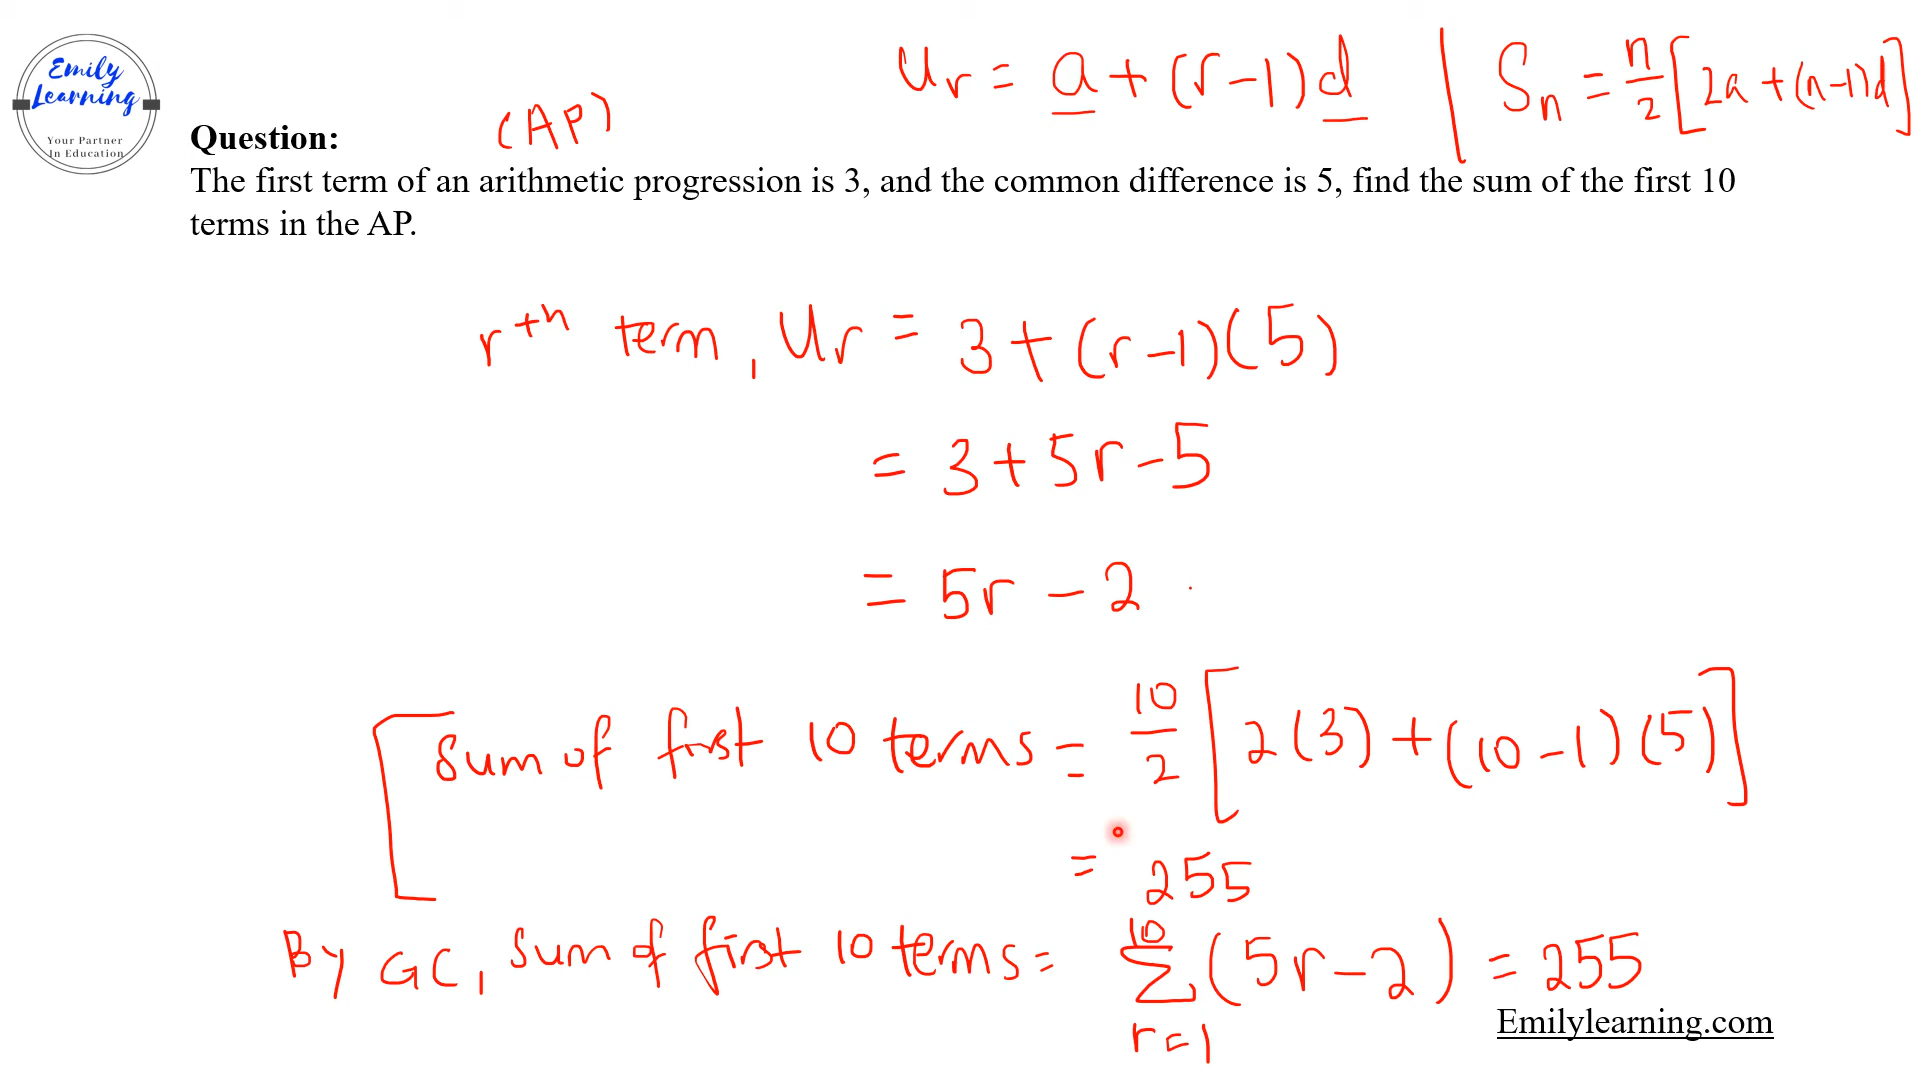 Emily
Learning
Your Partner
In Education
Ur = a + (r-1)d | Sn = n/2 [2a + (n-1)d]
(AP)
Question:
The first term of an arithmetic progression is 3, and the common difference is 5, find the sum of the first 10
terms in the AP.
rth term, Ur = 3 + (r-1)(5)
= 3 + 5r - 5
= 5r - 2
Sum of first 10 terms = 10/2 [2(3) + (10-1)(5)]
= 255
By GC, sum of first 10 terms = 10 Σ r=1 (5r-2) = 255
Emilylearning.com